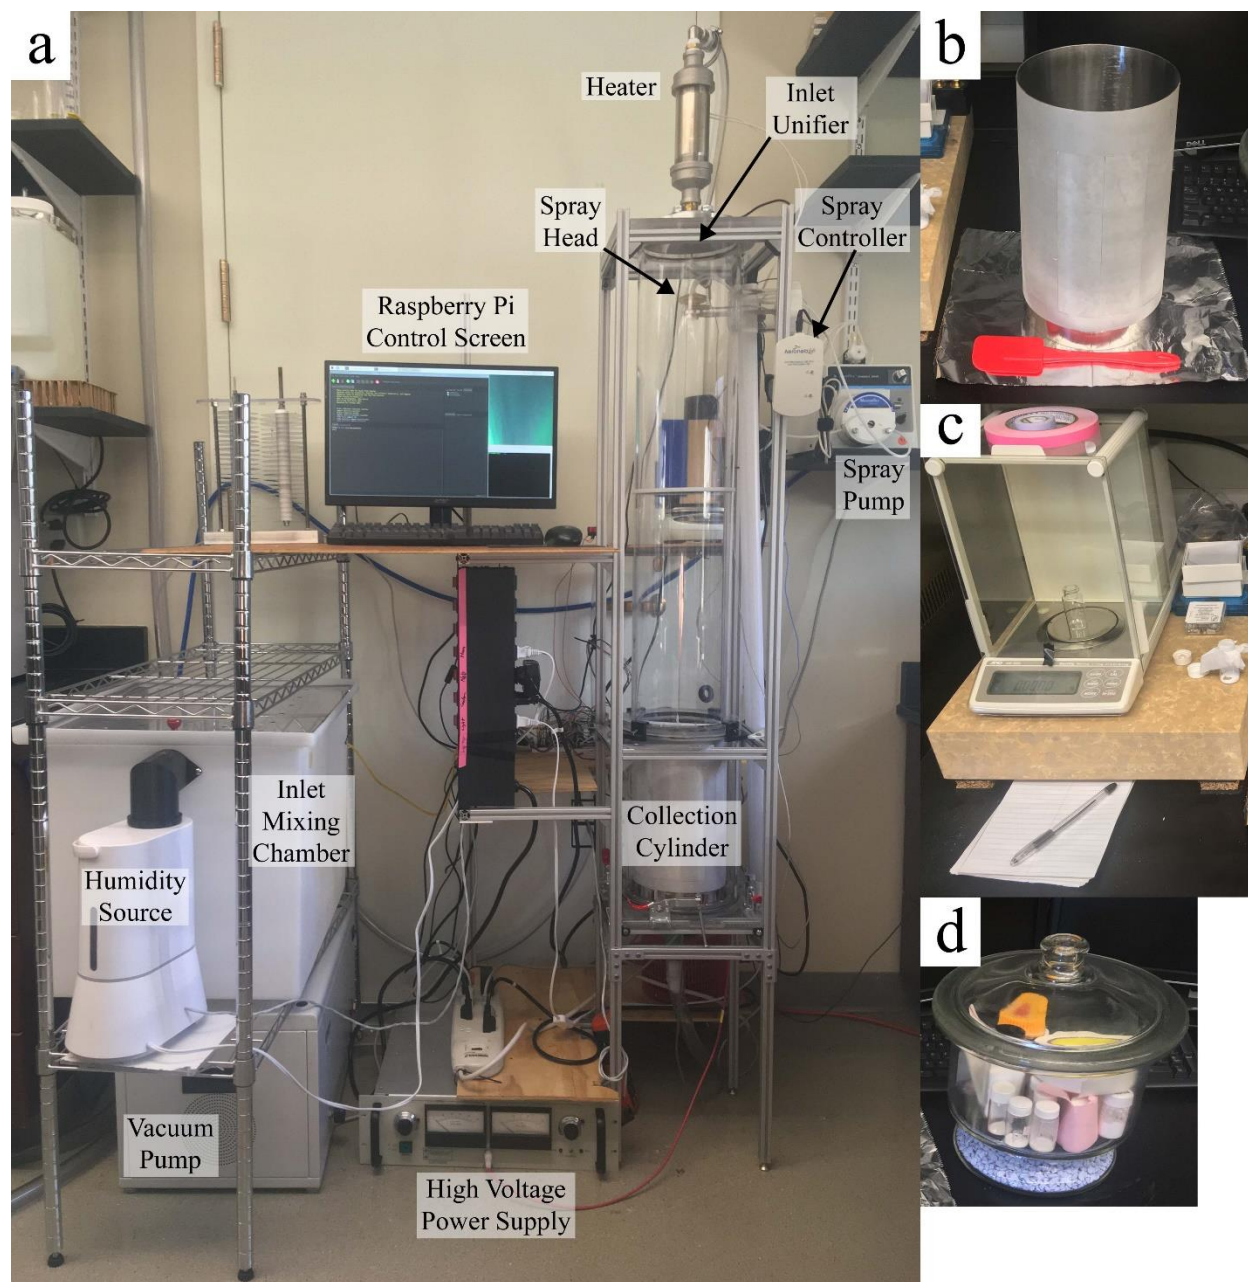 a
Heater
Inlet
Unifier
Spray
Head
Spray
Controller
Raspberry Pi
Control Screen
Spray
Pump
Inlet
Mixing
Chamber
Humidity
Source
Collection
Cylinder
Vacuum
Pump
High Voltage
Power Supply
b
DELL
c
d